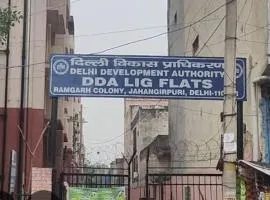 दिल्ली विकास प्राधिकरण
DELHI DEVELOPMENT AUTHORITY
DDA LIG FLATS
RAMGARH COLONY, JAHANGIRPURI, DELHI-110